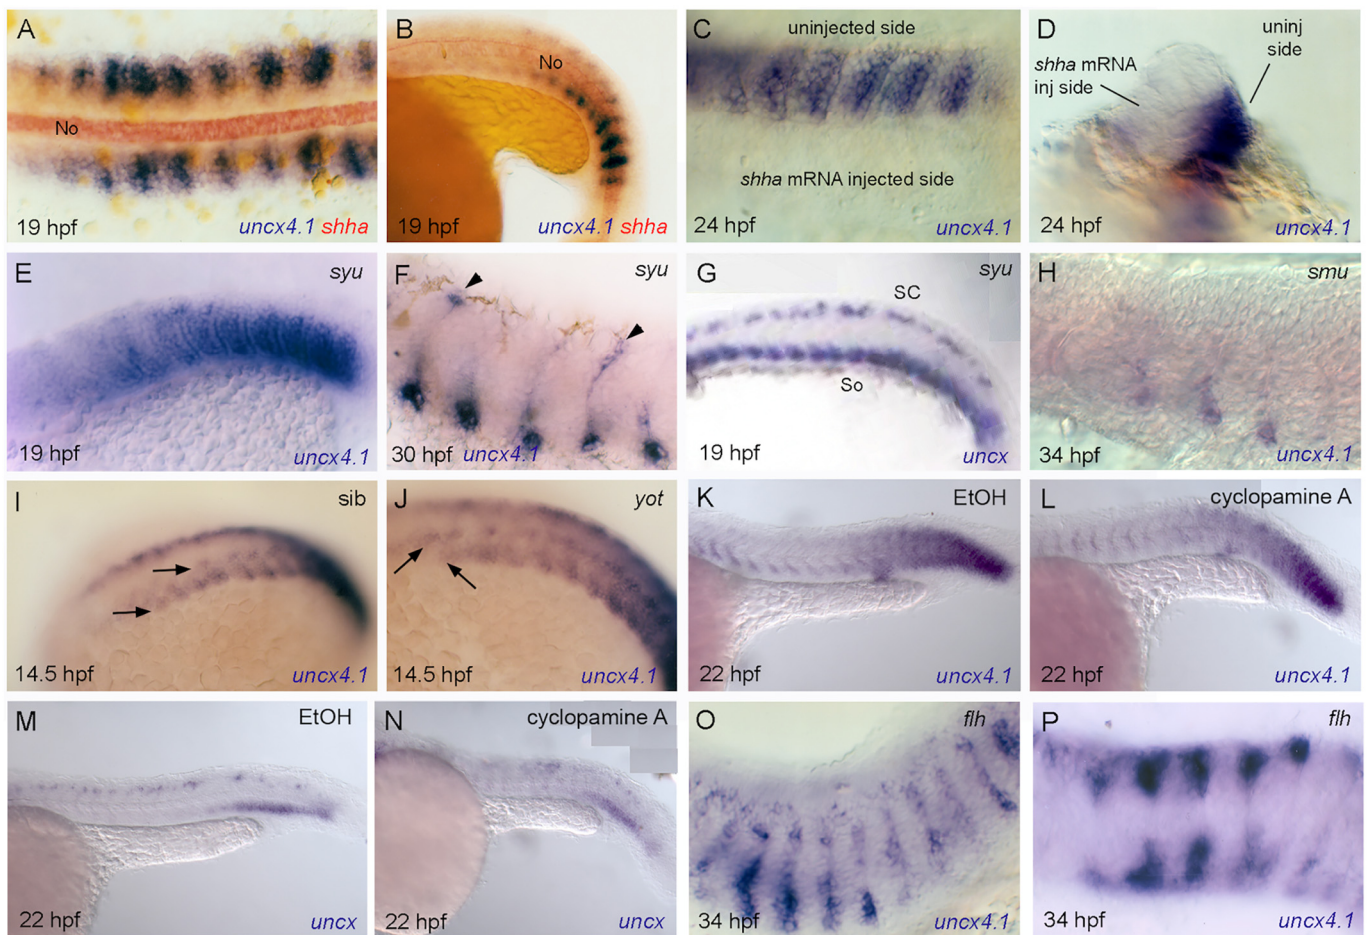 A
No
19 hpf
uncx4.1 shha
B
No
19 hpf
uncx4.1 shha
C
uninjected side
shha mRNA injected side
24 hpf
uncx4.1
D
uninj
side
shha mRNA
inj side
24 hpf
uncx4.1
E
syu
19 hpf
uncx4.1
F
syu
30 hpf uncx4.1
G
syu
SC
So
19 hpf
uncx
H
smu
34 hpf
uncx4.1
I
sib
14.5 hpf
uncx4.1
J
yot
14.5 hpf
uncx4.1
K
EtOH
22 hpf
uncx4.1
L
cyclopamine A
22 hpf
uncx4.1
M
EtOH
22 hpf
uncx
N
cyclopamine A
22 hpf
uncx
O
flh
34 hpf
uncx4.1
P
flh
34 hpf
uncx4.1